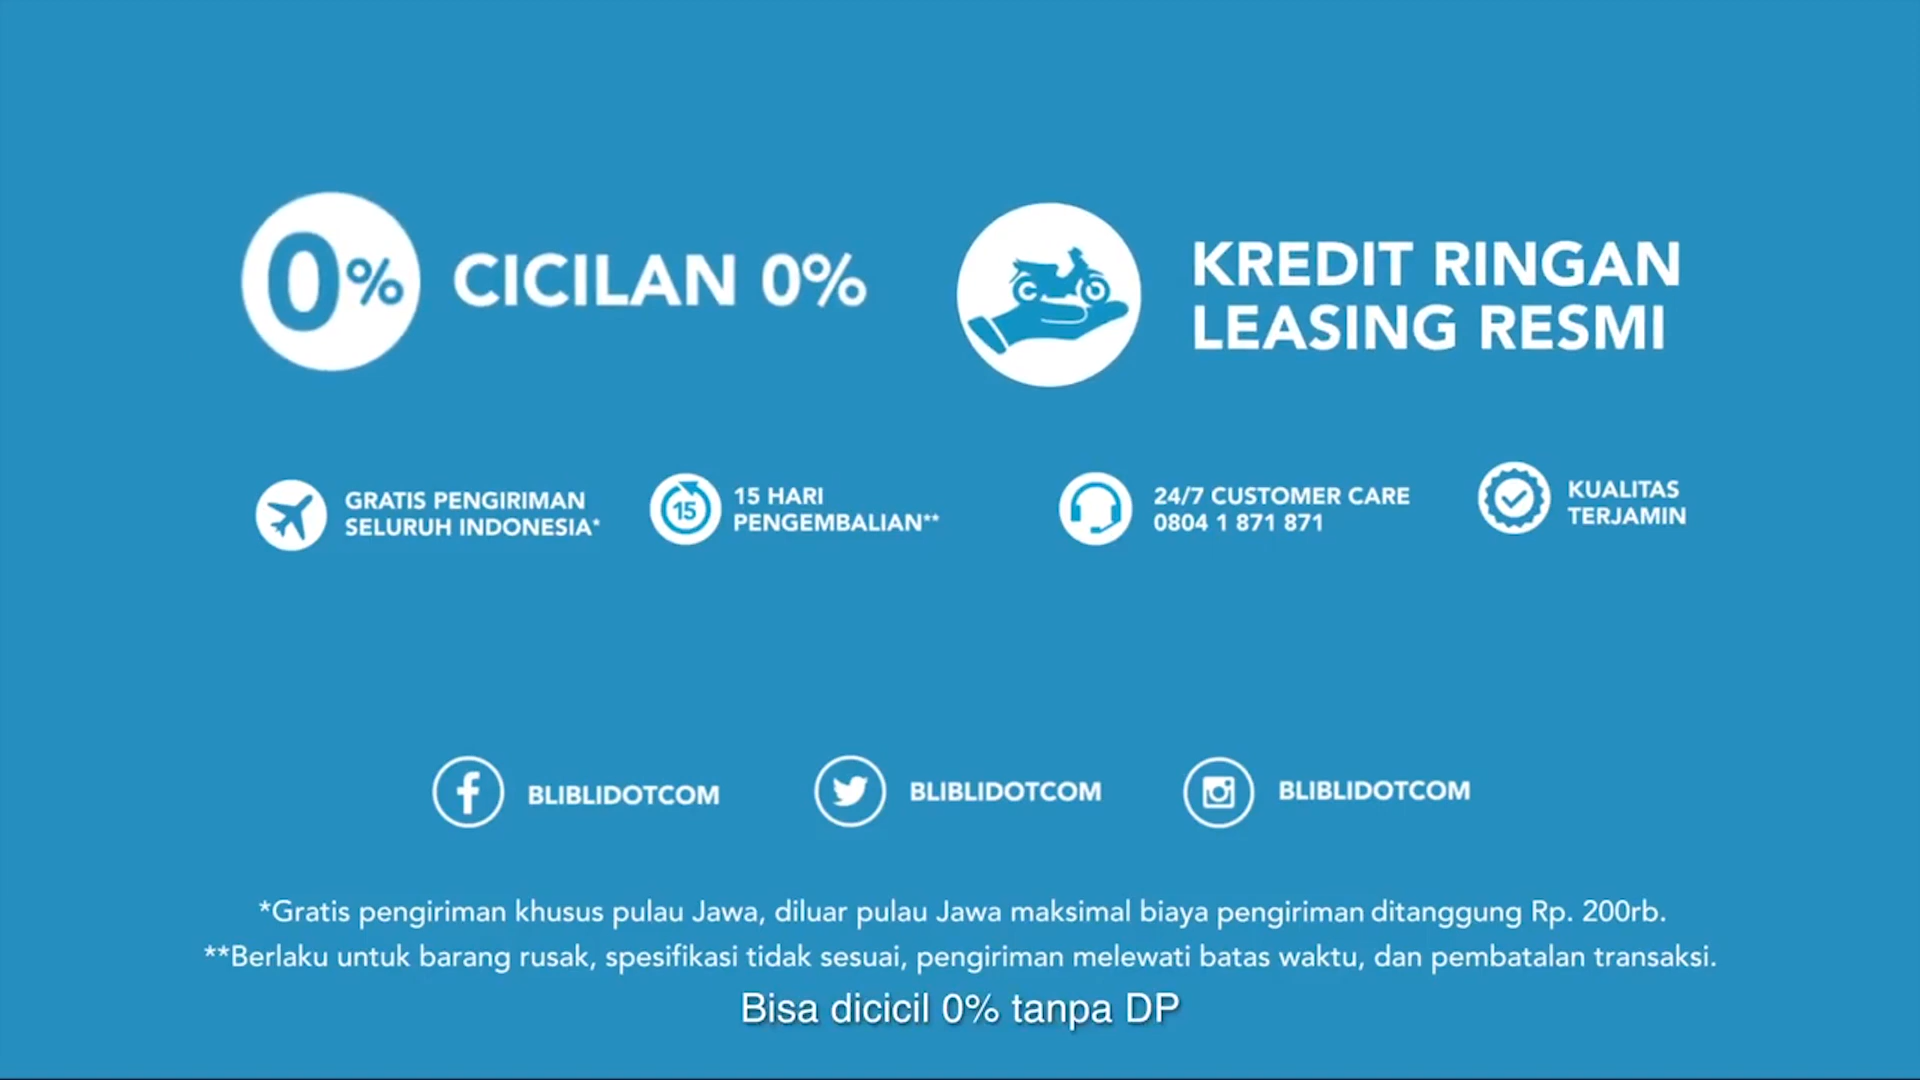 0% CICILAN 0%
KREDIT RINGAN
LEASING RESMI
GRATIS PENGIRIMAN
SELURUH INDONESIA*
15
15 HARI
PENGEMBALIAN**
24/7 CUSTOMER CARE
0804 1 871 871
KUALITAS
TERJAMIN
f BLIBLIDOTCOM
BLIBLIDOTCOM
BLIBLIDOTCOM
*Gratis pengiriman khusus pulau Jawa, diluar pulau Jawa maksimal biaya pengiriman ditanggung Rp. 200rb.
**Berlaku untuk barang rusak, spesifikasi tidak sesuai, pengiriman melewati batas waktu, dan pembatalan transaksi.
Bisa dicicil 0% tanpa DP